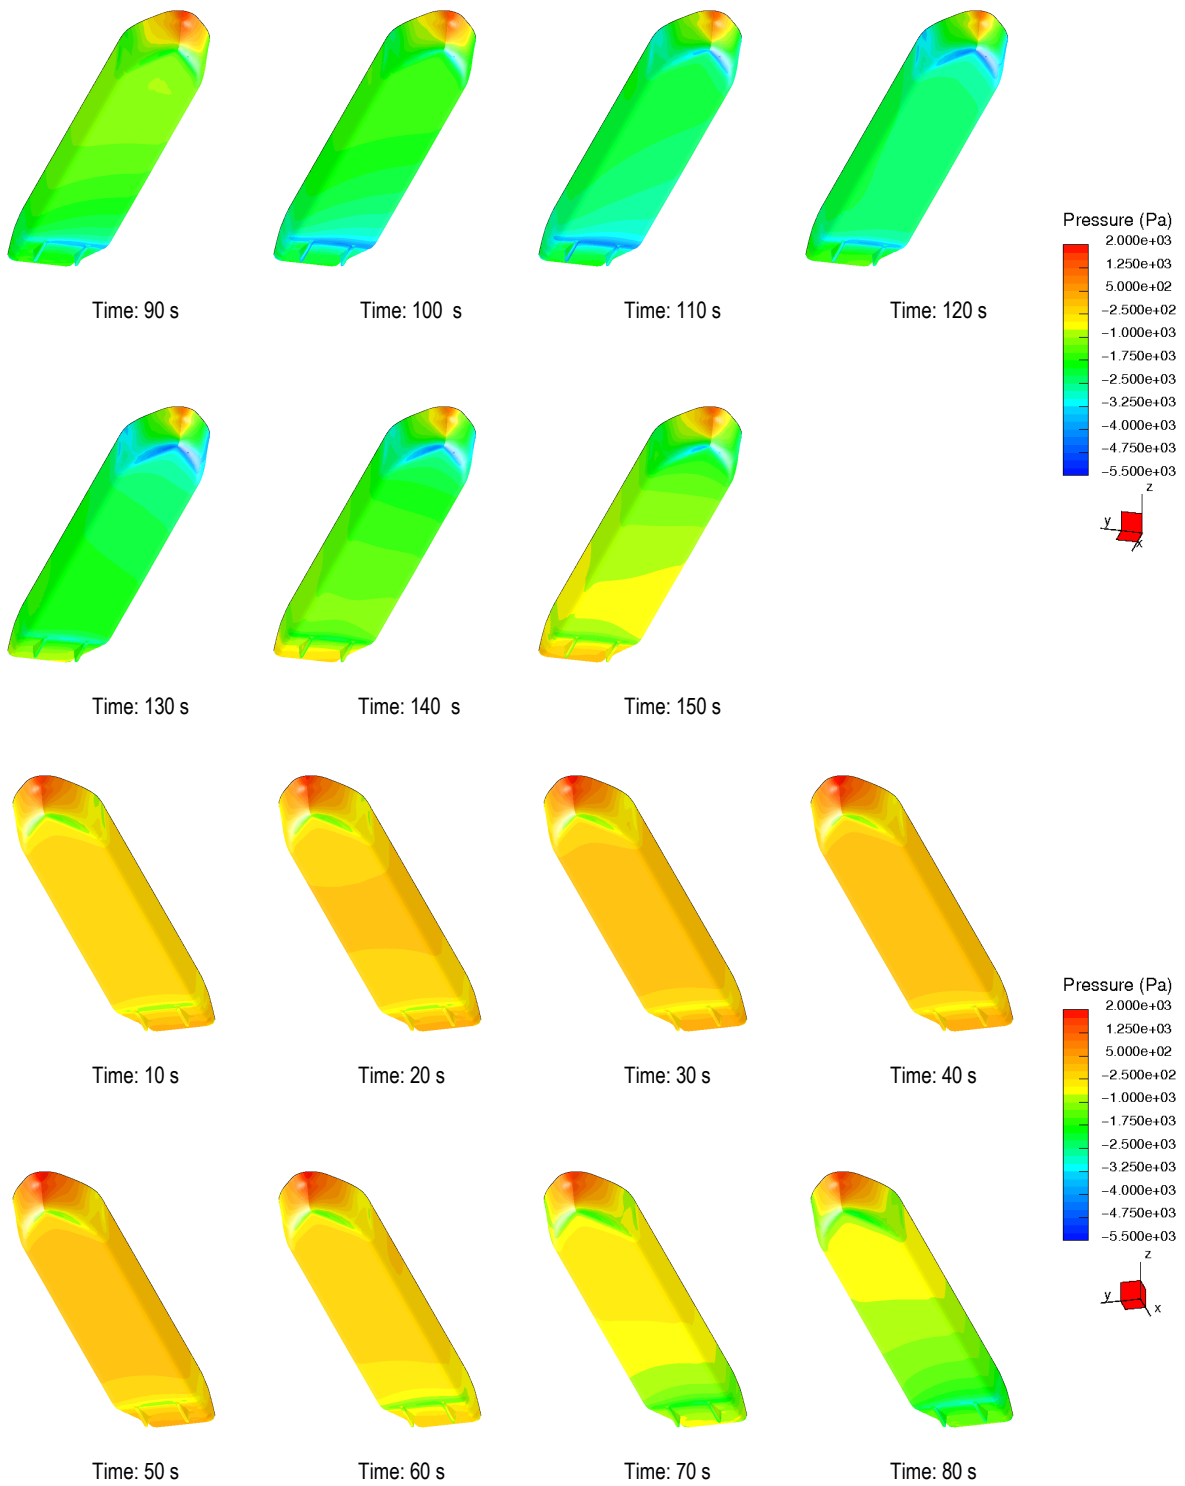 Pressure (Pa)
2.000e+03
1.250e+03
5.000e+02
−2.500e+02
−1.000e+03
−1.750e+03
−2.500e+03
−3.250e+03
−4.000e+03
−4.750e+03
−5.500e+03
z
y
x
Time: 90 s
Time: 100 s
Time: 110 s
Time: 120 s
Time: 130 s
Time: 140 s
Time: 150 s
Pressure (Pa)
2.000e+03
1.250e+03
5.000e+02
−2.500e+02
−1.000e+03
−1.750e+03
−2.500e+03
−3.250e+03
−4.000e+03
−4.750e+03
−5.500e+03
z
y
x
Time: 10 s
Time: 20 s
Time: 30 s
Time: 40 s
Time: 50 s
Time: 60 s
Time: 70 s
Time: 80 s